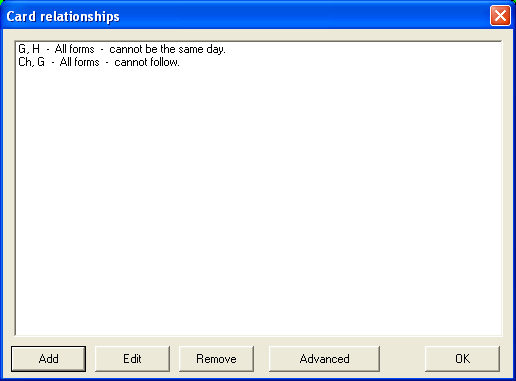 Card relationships
G, H - All forms - cannot be the same day.
Ch, G - All forms - cannot follow.
Add Edit Remove Advanced OK